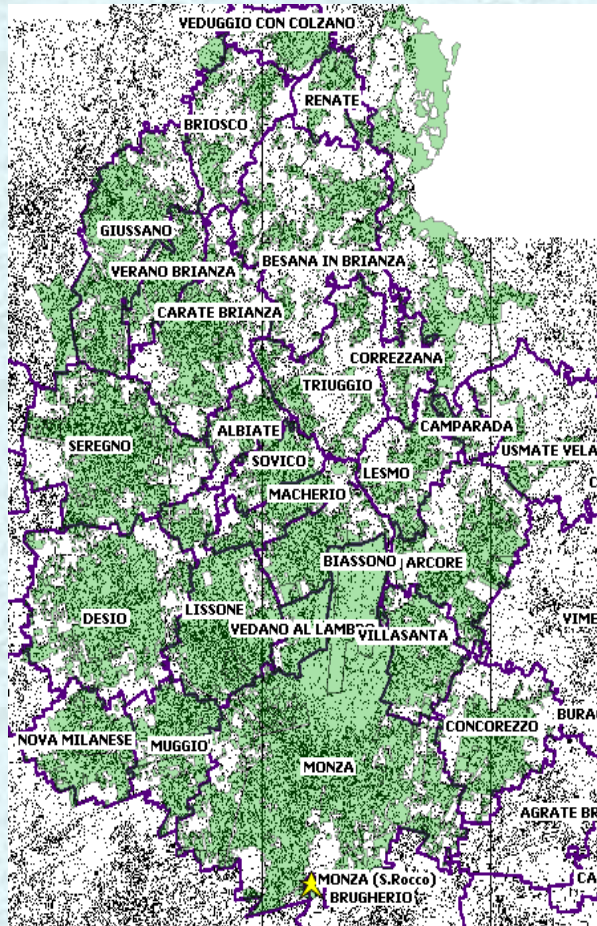 VEDUGGIO CON COLZANO
RENATE
BRIOSCO
GIUSSANO
BESANA IN BRIANZA
VERANO BRIANZA
CARATE BRIANZA
CORREZZANA
TRIUGGIO
CAMPARADA
ALBIATE
SEREGNO
USMATE VELA
SOVICO
LESMO
C
MACHERIO
BIASSONO
ARCORE
LISSONE
DESIO
VIME
VEDANO AL LAMBRO
VILLASANTA
BURAG
CONCOREZZO
NOVA MILANESE
MUGGIO'
MONZA
AGRATE BR
MONZA (S.Rocco)
CA
BRUGHERIO